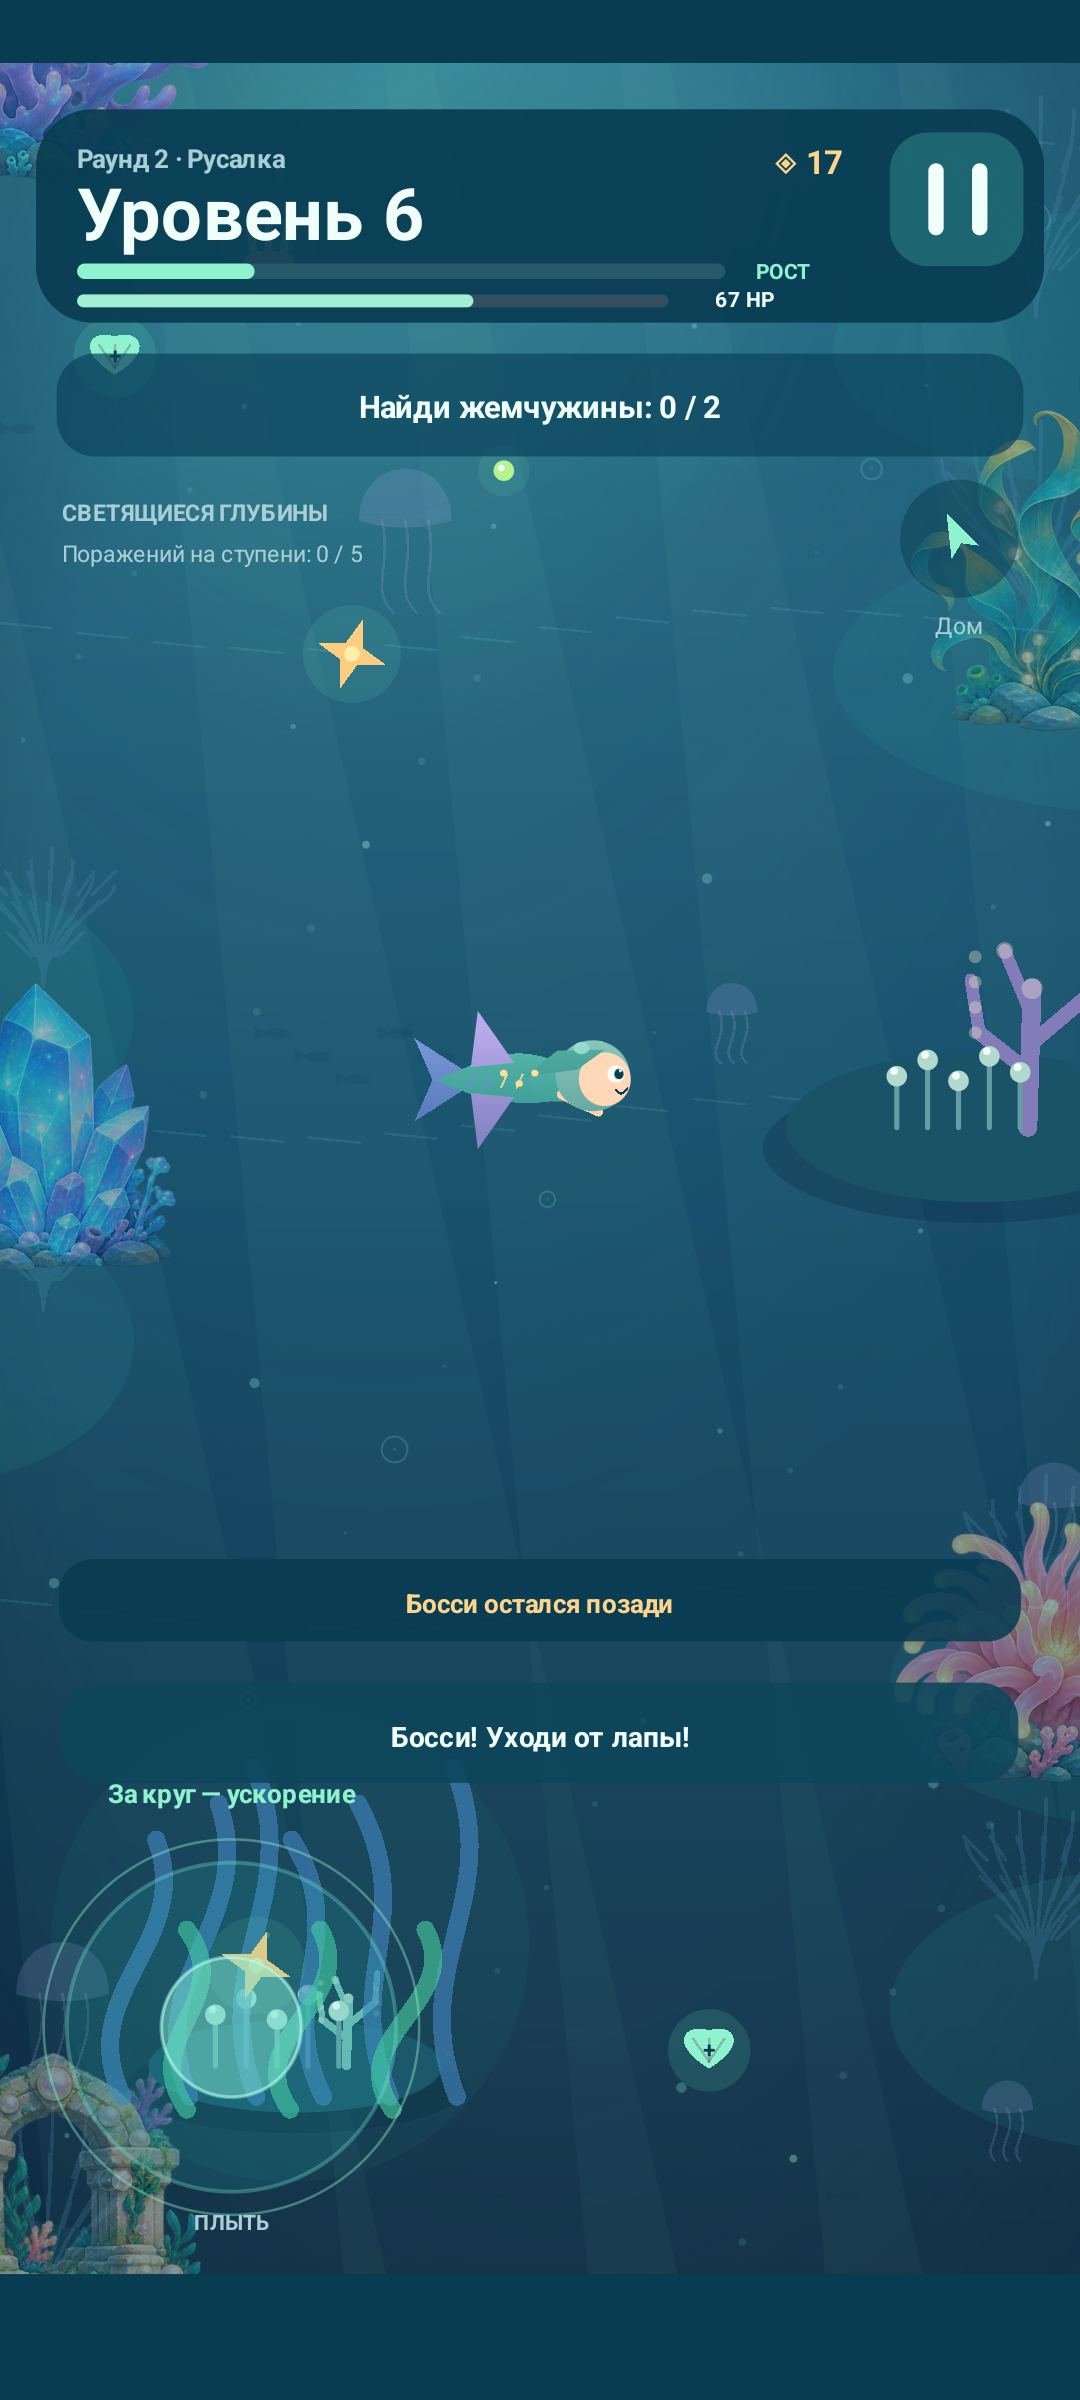 Раунд 2 · Русалка
17
Уровень 6
РОСТ
67 HP
Найди жемчужины: 0 / 2
СВЕТЯЩИЕСЯ ГЛУБИНЫ
Поражений на ступени: 0 / 5
Дом
Босси остался позади
Босси! Уходи от лапы!
За круг — ускорение
ПЛЫТЬ